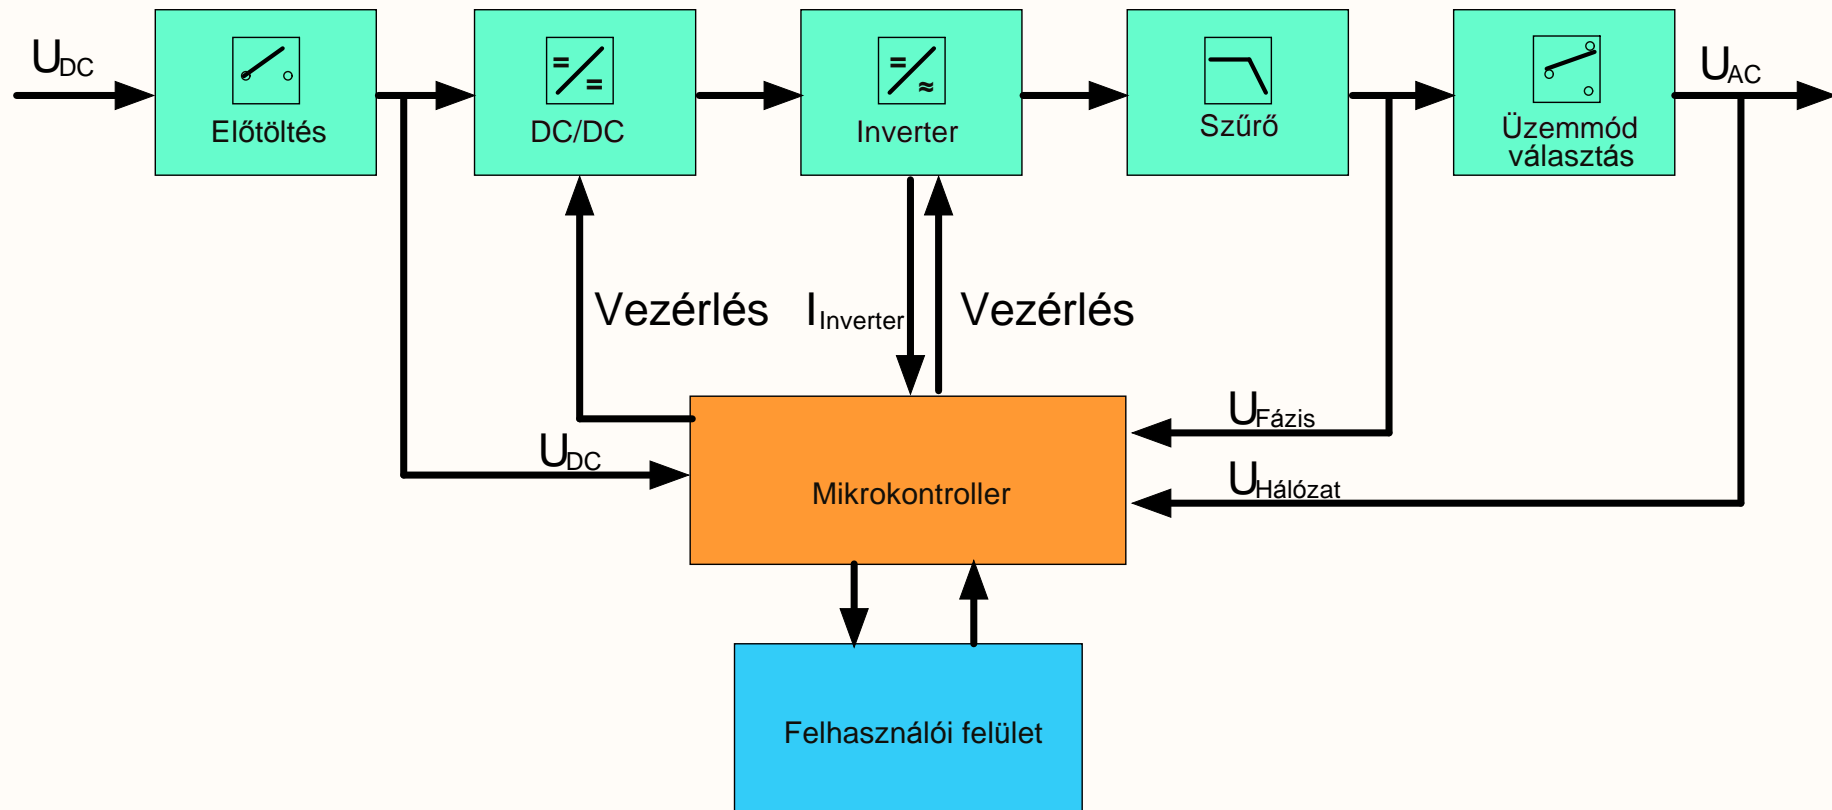 UDC
Előtöltés
DC/DC
Inverter
Szűrő
Üzemmód
választás
UAC
Vezérlés
IInverter
Vezérlés
UFázis
UDC
UHálózat
Mikrokontroller
Felhasználói felület